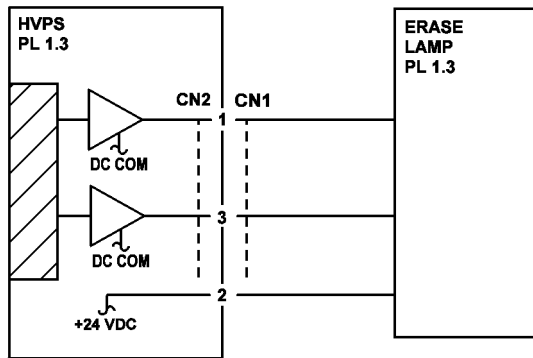 HVPS
PL 1.3
ERASE
LAMP
PL 1.3
CN2 CN1
1
DC COM
3
DC COM
2
+24 VDC